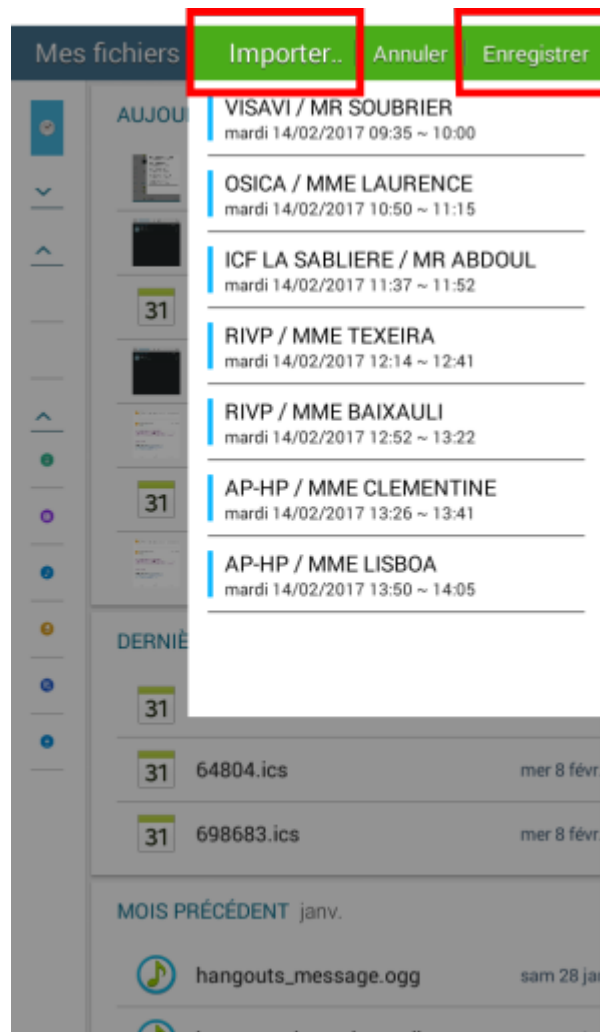 Mes fichiers
Importer.. Annuler Enregistrer
AUJOU
VISAVI / MR SOUBRIER
mardi 14/02/2017 09:35 ~ 10:00
OSICA / MME LAURENCE
mardi 14/02/2017 10:50 ~ 11:15
ICF LA SABLIERE / MR ABDOUL
mardi 14/02/2017 11:37 ~ 11:52
31
RIVP / MME TEXEIRA
mardi 14/02/2017 12:14 ~ 12:41
RIVP / MME BAIXAULI
mardi 14/02/2017 12:52 ~ 13:22
31
AP-HP / MME CLEMENTINE
mardi 14/02/2017 13:26 ~ 13:41
AP-HP / MME LISBOA
mardi 14/02/2017 13:50 ~ 14:05
DERNIÈ
31
31 64804.ics mer 8 févr.
31 698683.ics mer 8 févr.
MOIS PRÉCÉDENT janv.
hangouts_message.ogg sam 28 ja